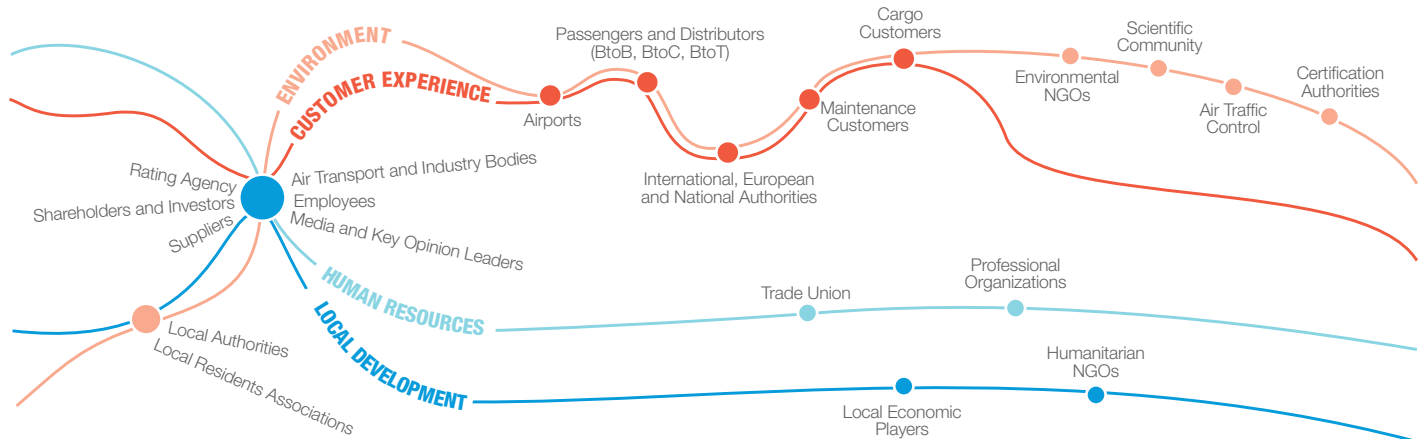 ENVIRONMENT
CUSTOMER EXPERIENCE
Airports
Passengers and Distributors
(BtoB, BtoC, BtoT)
International, European
and National Authorities
Maintenance
Customers
Cargo
Customers
Environmental
NGOs
Scientific
Community
Air Traffic
Control
Certification
Authorities
Rating Agency
Shareholders and Investors
Suppliers
Air Transport and Industry Bodies
Employees
Media and Key Opinion Leaders
Local Authorities
Local Residents Associations
HUMAN RESOURCES
Trade Union
Professional
Organizations
LOCAL DEVELOPMENT
Local Economic
Players
Humanitarian
NGOs